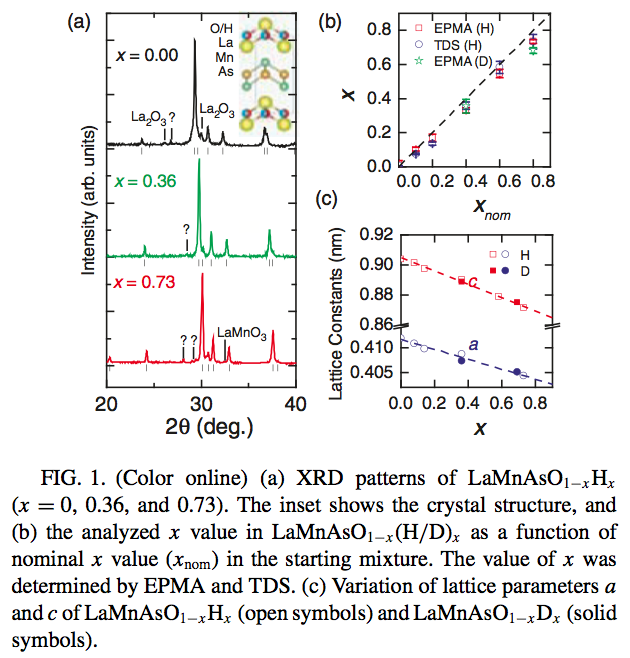 (a)
x = 0.00
O/H
La
Mn
As
La2O3
?
La2O3
x = 0.36
?
x = 0.73
? ?
LaMnO3
Intensity (arb. units)
20 30 40
2θ (deg.)
(b)
EPMA (H)
TDS (H)
EPMA (D)
0.8
0.6
0.4
0.2
0.0
x
0.0 0.2 0.4 0.6 0.8
xnom
(c)
0.92
0.90
0.88
0.86
0.410
0.405
Lattice Constants (nm)
H
D
c
a
0.0 0.2 0.4 0.6 0.8
x
FIG. 1. (Color online) (a) XRD patterns of LaMnAsO1−xHx
(x = 0, 0.36, and 0.73). The inset shows the crystal structure, and
(b) the analyzed x value in LaMnAsO1−x(H/D)x as a function of
nominal x value (xnom) in the starting mixture. The value of x was
determined by EPMA and TDS. (c) Variation of lattice parameters a
and c of LaMnAsO1−xHx (open symbols) and LaMnAsO1−xDx (solid
symbols).